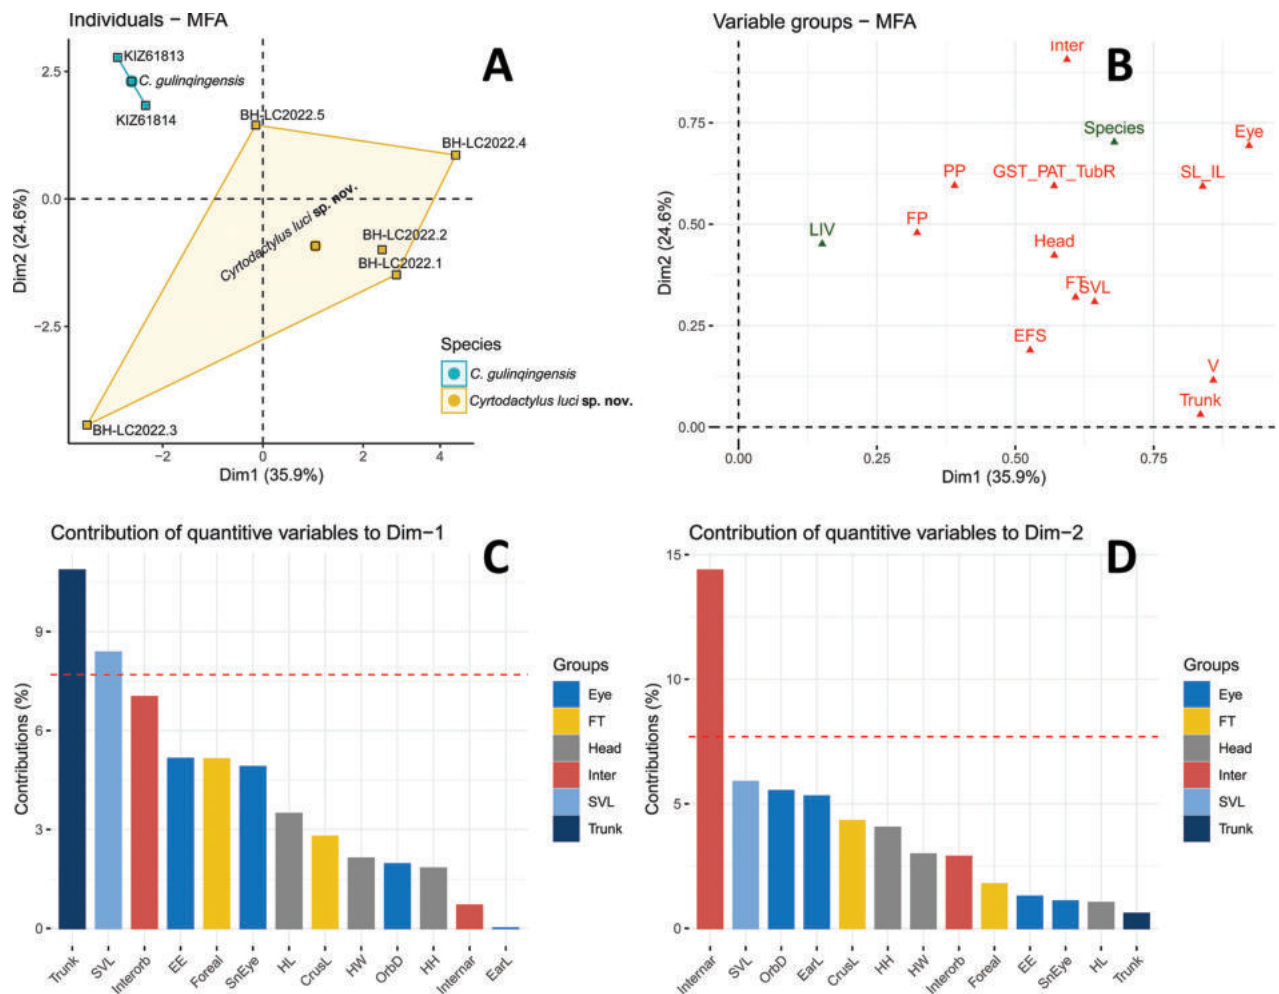 Individuals – MFA
A
KIZ61813
C. gulinqingensis
KIZ61814
BH-LC2022.5
BH-LC2022.4
Cyrtodactylus luci sp. nov.
BH-LC2022.2
BH-LC2022.1
BH-LC2022.3
Species
C. gulinqingensis
Cyrtodactylus luci sp. nov.
2.5
0.0
−2.5
Dim2 (24.6%)
−2 0 2 4
Dim1 (35.9%)
Variable groups – MFA
B
Inter
Species
Eye
PP
GST_PAT_TubR
SL_IL
FP
LIV
Head
FT
SVL
EFS
V
Trunk
0.75
0.50
0.25
0.00
Dim2 (24.6%)
0.00 0.25 0.50 0.75
Dim1 (35.9%)
Contribution of quantitive variables to Dim−1
C
9
6
3
0
Contributions (%)
Trunk SVL Interorb EE Foreal SnEye HL CrusL HW OrbD HH Internar EarL
Groups
Eye
FT
Head
Inter
SVL
Trunk
Contribution of quantitive variables to Dim−2
D
15
10
5
0
Contributions (%)
Internar SVL OrbD EarL CrusL HH HW Interorb Foreal EE SnEye HL Trunk
Groups
Eye
FT
Head
Inter
SVL
Trunk